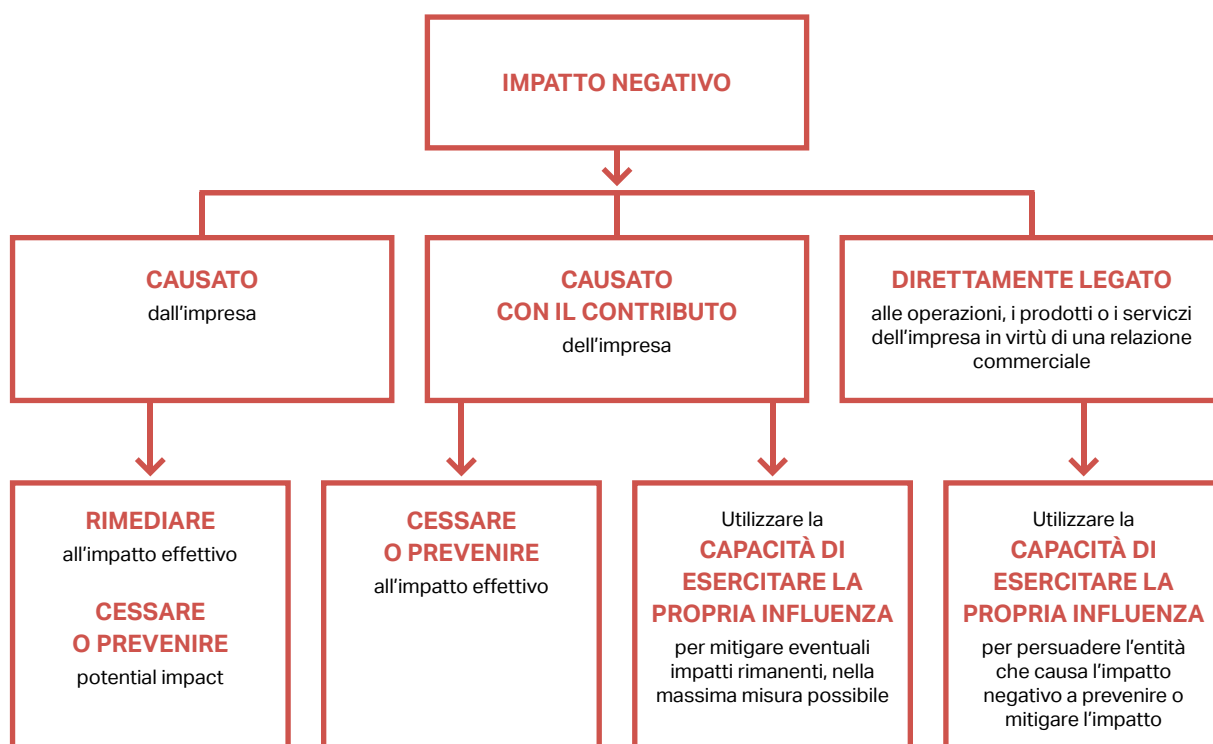 IMPATTO NEGATIVO
CAUSATO
dall'impresa
CAUSATO
CON IL CONTRIBUTO
dell'impresa
DIRETTAMENTE LEGATO
alle operazioni, i prodotti o i serviczi
dell'impresa in virtù di una relazione
commerciale
RIMEDIARE
all'impatto effettivo
CESSARE
O PREVENIRE
potential impact
CESSARE
O PREVENIRE
all'impatto effettivo
Utilizzare la
CAPACITÀ DI
ESERCITARE LA
PROPRIA INFLUENZA
per mitigare eventuali
impatti rimanenti, nella
massima misura possibile
Utilizzare la
CAPACITÀ DI
ESERCITARE LA
PROPRIA INFLUENZA
per persuadere l'entità
che causa l'impatto
negativo a prevenire o
mitigare l'impatto